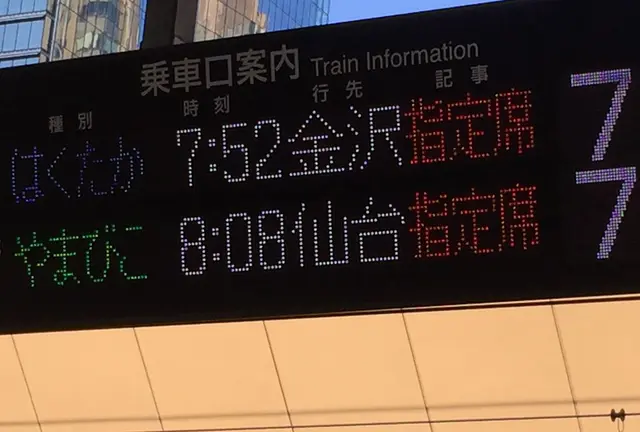 乗車口案内 Train Information
種別 時刻 行先 記事
はくたか 7:52 金沢 指定席 7
やまびこ 8:08 仙台 指定席 7